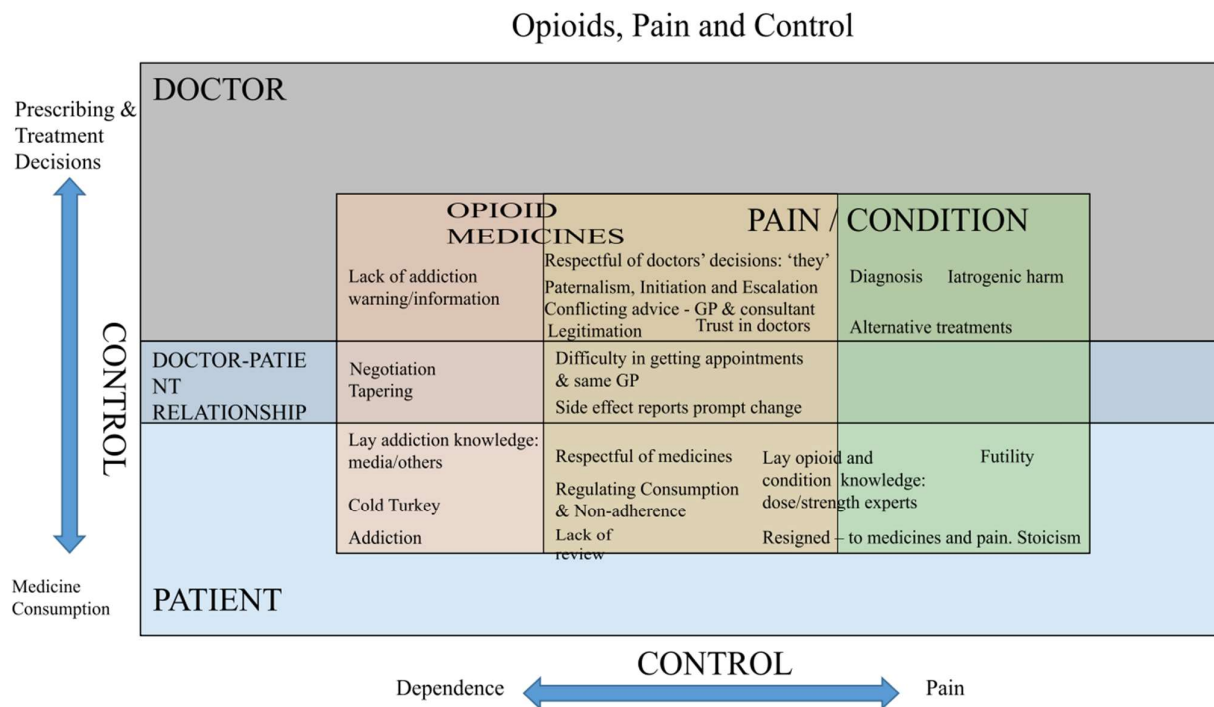 Opioids, Pain and Control
DOCTOR
Prescribing &
Treatment
Decisions
OPIOID
MEDICINES
PAIN / CONDITION
Lack of addiction
warning/information
Respectful of doctors’ decisions: ‘they’
Paternalism, Initiation and Escalation
Conflicting advice - GP & consultant
Legitimation
Trust in doctors
Diagnosis
Iatrogenic harm
Alternative treatments
CONTROL
DOCTOR-PATIE
NT
RELATIONSHIP
Negotiation
Tapering
Difficulty in getting appointments
& same GP
Side effect reports prompt change
Lay addiction knowledge:
media/others
Cold Turkey
Addiction
Respectful of medicines
Regulating Consumption
& Non-adherence
Lack of
review
Lay opioid and
condition knowledge:
dose/strength experts
Futility
Resigned – to medicines and pain. Stoicism
Medicine
Consumption
PATIENT
CONTROL
Dependence
Pain